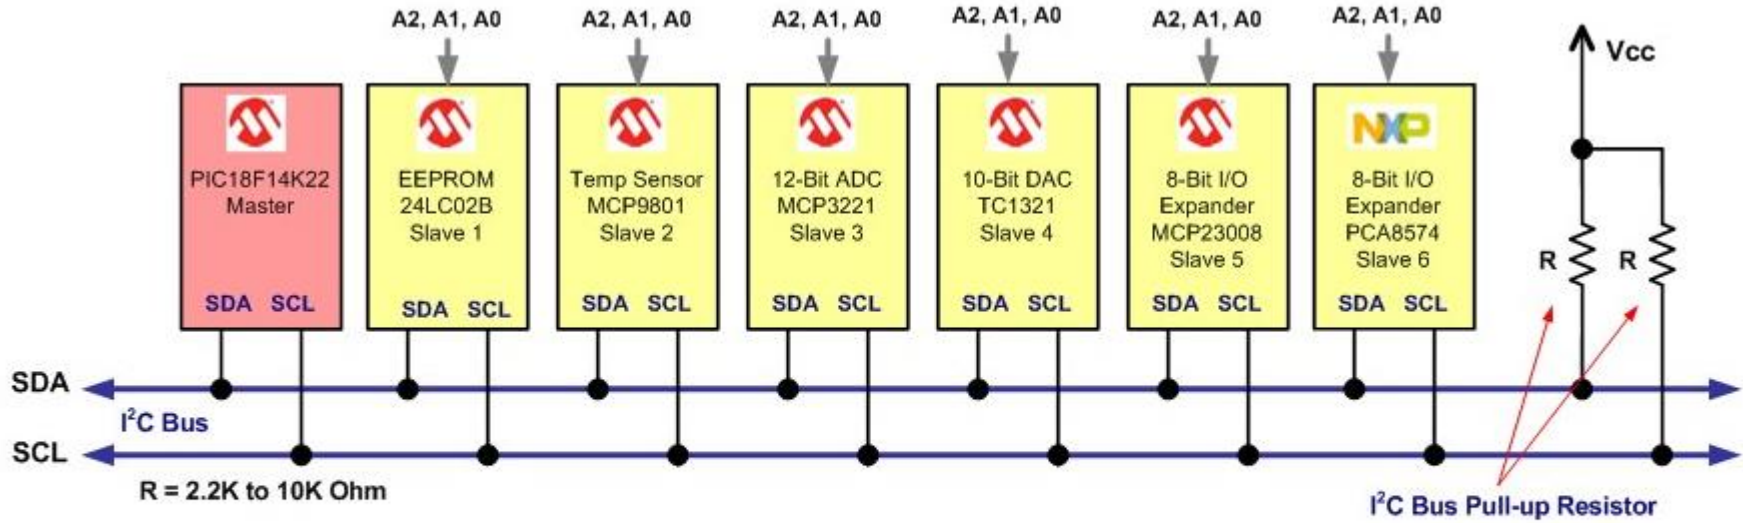 A2, A1, A0
A2, A1, A0
A2, A1, A0
A2, A1, A0
A2, A1, A0
A2, A1, A0
Vcc
PIC18F14K22
Master
SDA SCL
EEPROM
24LC02B
Slave 1
SDA SCL
Temp Sensor
MCP9801
Slave 2
SDA SCL
12-Bit ADC
MCP3221
Slave 3
SDA SCL
10-Bit DAC
TC1321
Slave 4
SDA SCL
8-Bit I/O
Expander
MCP23008
Slave 5
SDA SCL
NXP
8-Bit I/O
Expander
PCA8574
Slave 6
SDA SCL
R
R
SDA
I²C Bus
SCL
R = 2.2K to 10K Ohm
I²C Bus Pull-up Resistor